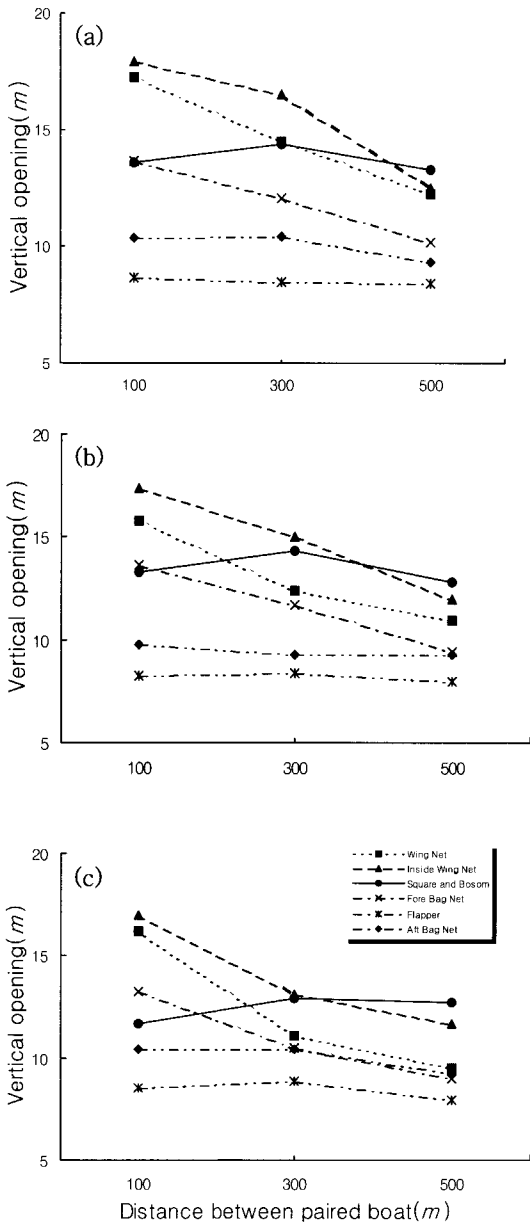 (a)
20
15
10
5
Vertical opening(m)
100 300 500
(b)
20
15
10
5
Vertical opening(m)
100 300 500
(c)
20
15
10
5
Vertical opening(m)
Wing Net
Inside Wing Net
Square and Bosom
Fore Bag Net
Flapper
Aft Bag Net
100 300 500
Distance between paired boat(m)